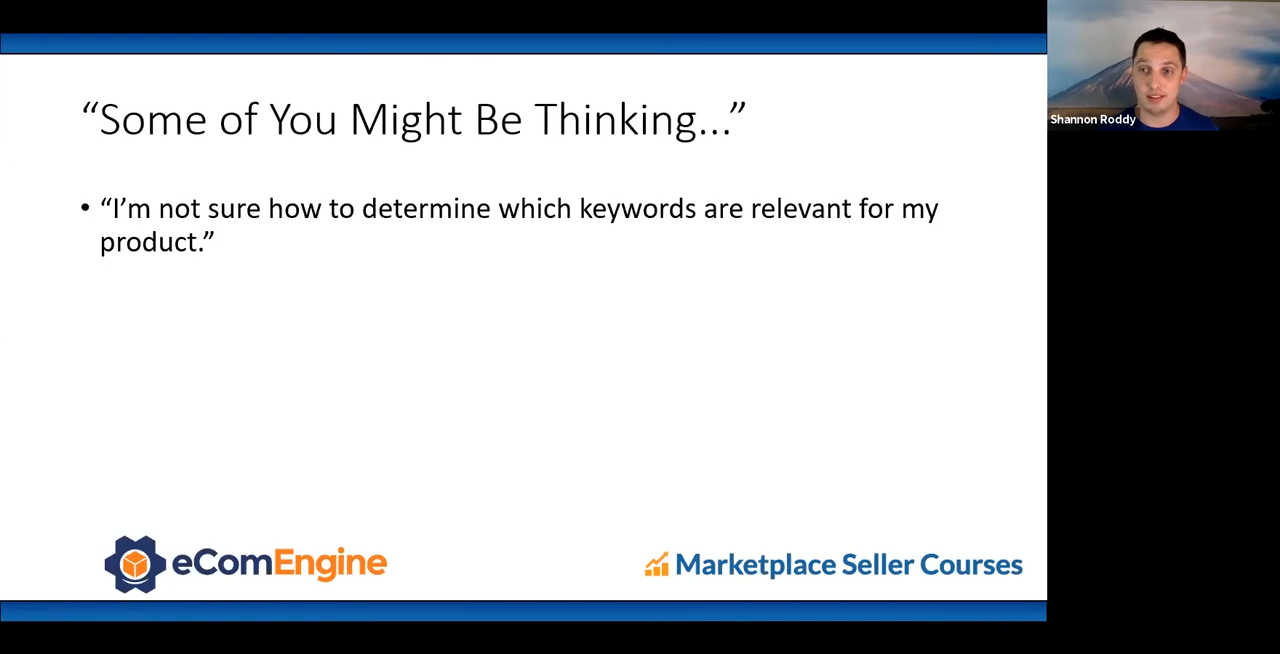 “Some of You Might Be Thinking...”
• “I’m not sure how to determine which keywords are relevant for my
product.”
eComEngine
Marketplace Seller Courses
Shannon Roddy